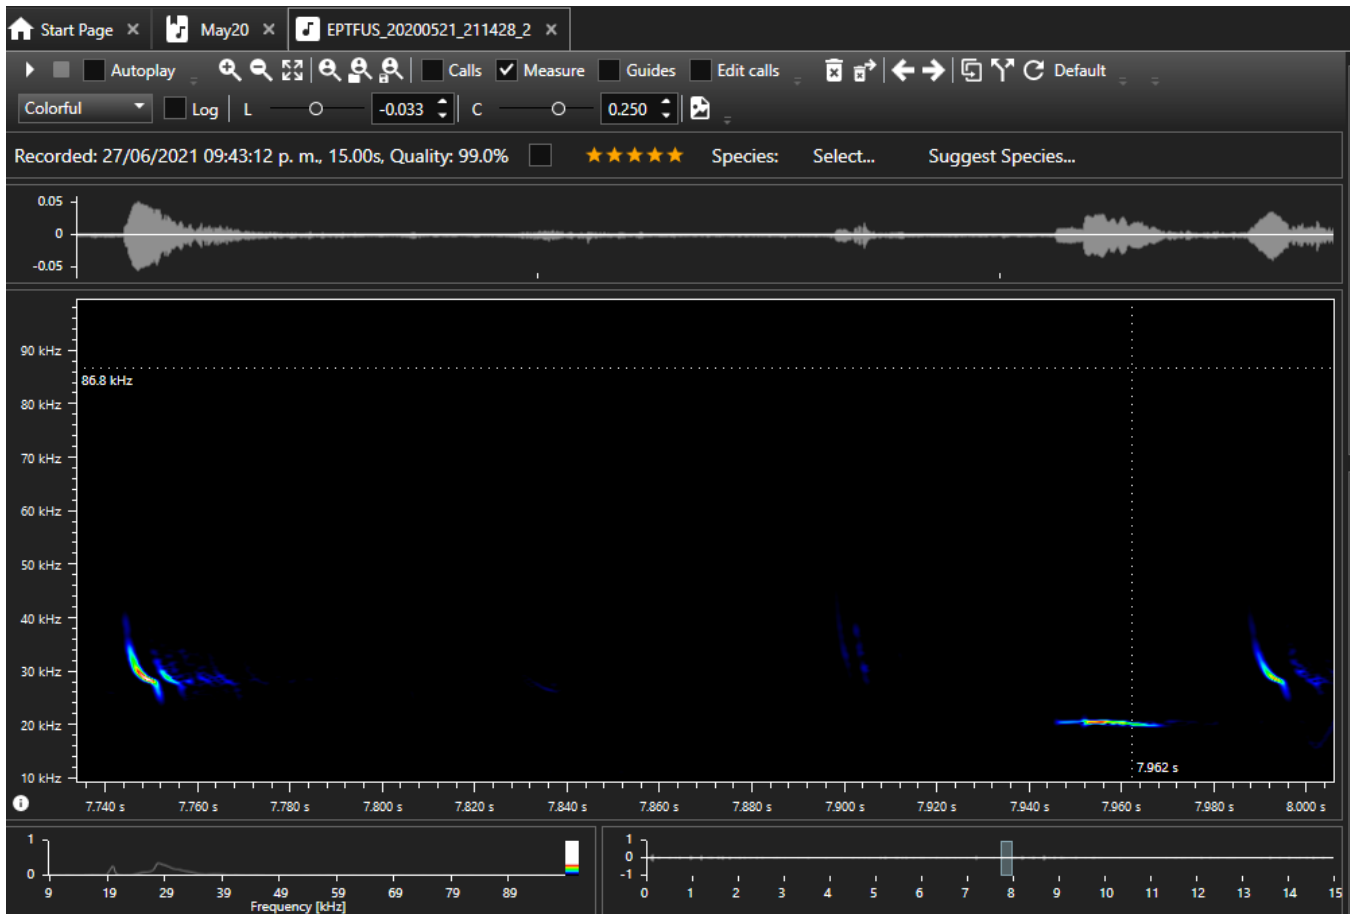 Start Page × May20 × EPTFUS_20200521_211428_2 ×
Autoplay Calls Measure Guides Edit calls Default
Colorful Log L -0.033 C 0.250
Recorded: 27/06/2021 09:43:12 p. m., 15.00s, Quality: 99.0% Species: Select... Suggest Species...
0.05
0
-0.05
90 kHz
86.8 kHz
80 kHz
70 kHz
60 kHz
50 kHz
40 kHz
30 kHz
20 kHz
7.962 s
10 kHz
7.740 s 7.760 s 7.780 s 7.800 s 7.820 s 7.840 s 7.860 s 7.880 s 7.900 s 7.920 s 7.940 s 7.960 s 7.980 s 8.000 s
1
0
9 19 29 39 49 59 69 79 89
Frequency [kHz]
1
0
-1
0 1 2 3 4 5 6 7 8 9 10 11 12 13 14 15